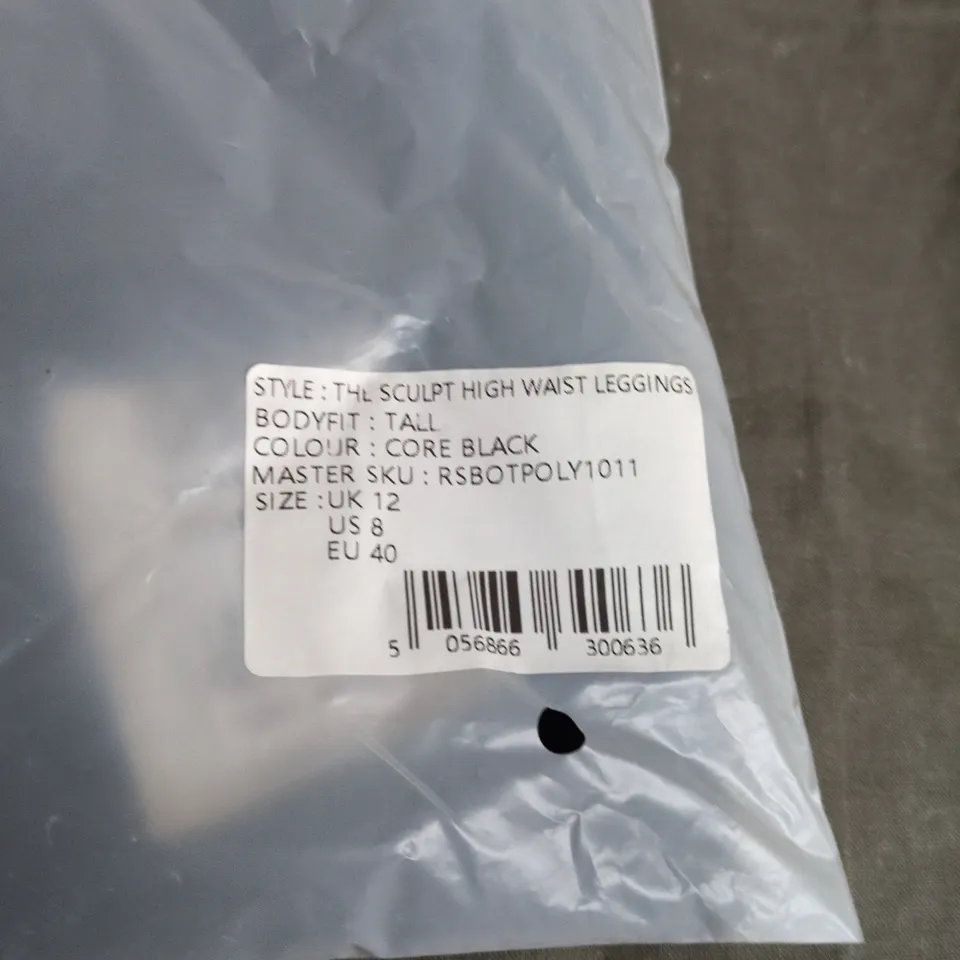 STYLE : THE SCULPT HIGH WAIST LEGGINGS
BODYFIT : TALL
COLOUR : CORE BLACK
MASTER SKU : RSBOTPOLY1011
SIZE : UK 12
US 8
EU 40
5 056866 300636